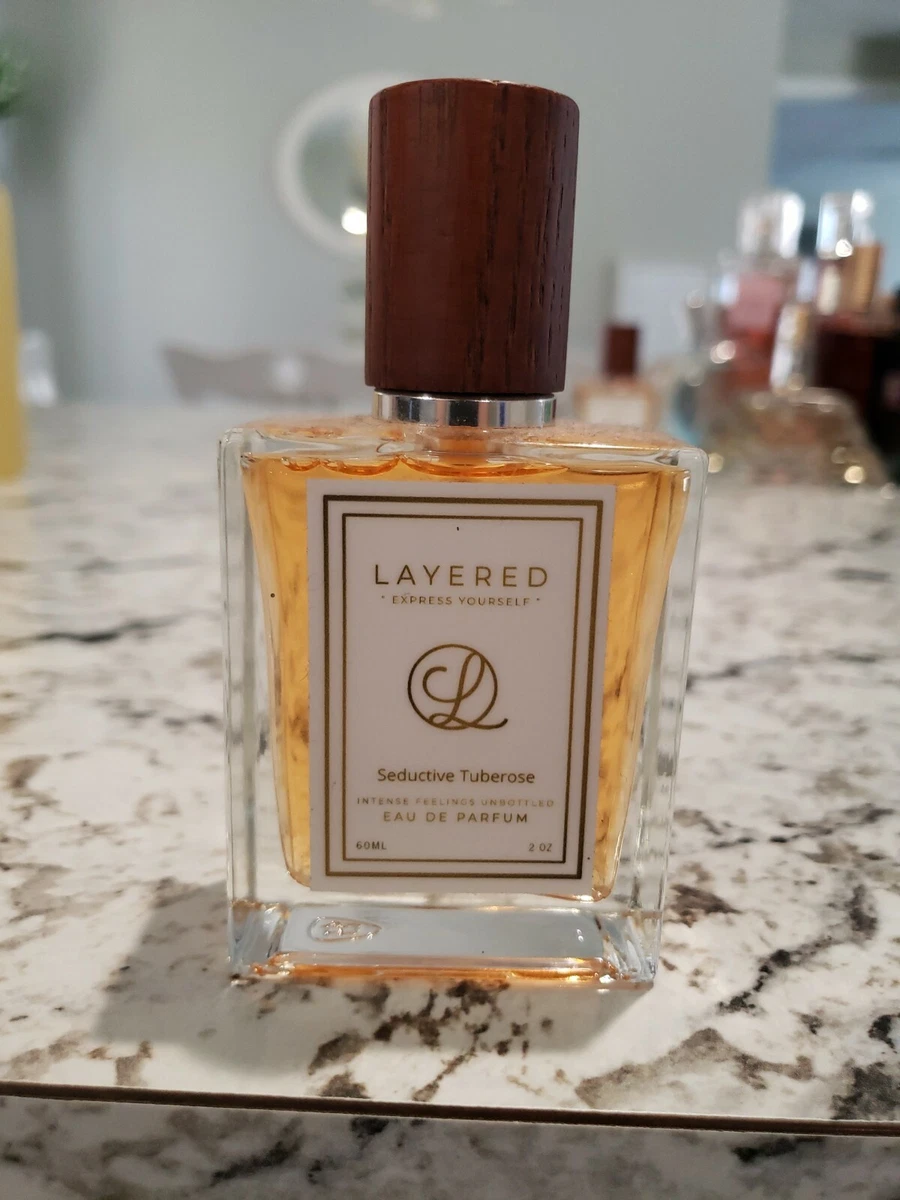 LAYERED
" EXPRESS YOURSELF "
L
Seductive Tuberose
INTENSE FEELINGS UNBOTTLED
EAU DE PARFUM
60ML 2 OZ